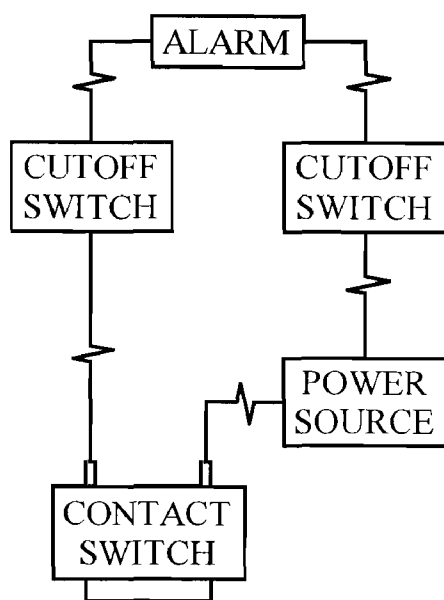 ALARM
CUTOFF
SWITCH
CUTOFF
SWITCH
POWER
SOURCE
CONTACT
SWITCH